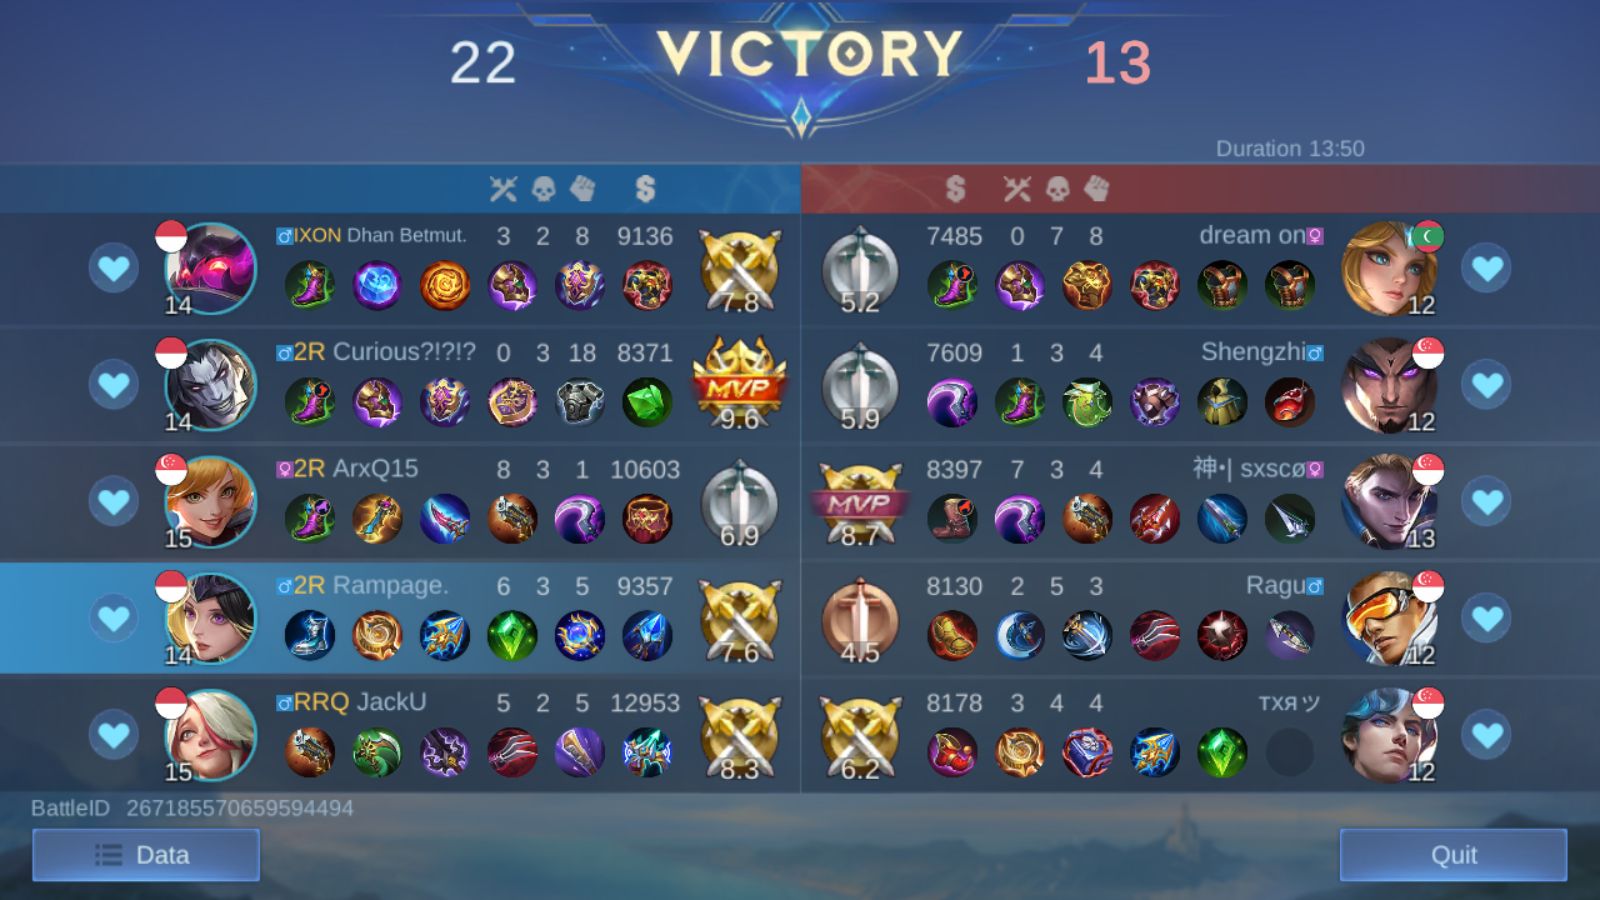 22 VICTORY 13
Duration 13:50
IXON Dhan Betmut. 3 2 8 9136
14 7.8
7485 0 7 8 dream on
5.2 12
2R Curious?!?!? 0 3 18 8371
14 MVP 9.6
7609 1 3 4 Shengzhi
5.9 12
2R ArxQ15 8 3 1 10603
15 6.9
8397 7 3 4 神•| sxscø
MVP 8.7 13
2R Rampage. 6 3 5 9357
14 7.6
8130 2 5 3 Ragu
4.5 12
RRQ JackU 5 2 5 12953
15 8.3
8178 3 4 4 тхяツ
6.2 12
BattleID 267185570659594494
Data Quit